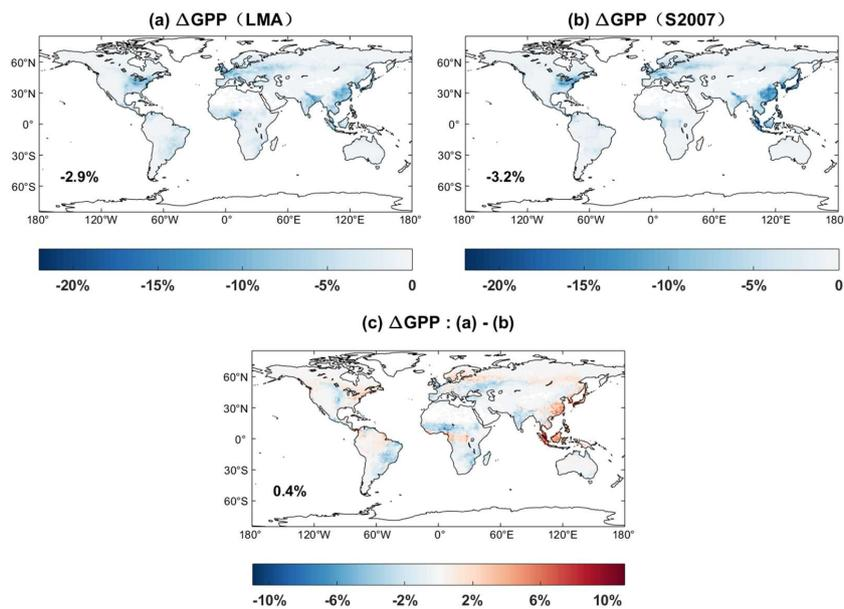 (a) ΔGPP（LMA）
(b) ΔGPP（S2007）
60°N
30°N
0°
30°S
60°S
-2.9%
180° 120°W 60°W 0° 60°E 120°E 180°
60°N
30°N
0°
30°S
60°S
-3.2%
180° 120°W 60°W 0° 60°E 120°E 180
-20% -15% -10% -5% 0
-20% -15% -10% -5% 0
(c) ΔGPP : (a) - (b)
60°N
30°N
0°
30°S
60°S
0.4%
180° 120°W 60°W 0° 60°E 120°E 180°
-10% -6% -2% 2% 6% 10%